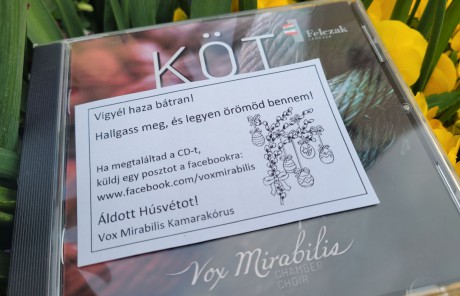 KÖT
Felczak
Vigyél haza bátran!
Hallgass meg, és legyen örömöd bennem!
Ha megtaláltad a CD-t,
küldj egy posztot a facebookra:
www.facebook.com/voxmirabilis
Áldott Húsvétot!
Vox Mirabilis Kamarakórus
Vox Mirabilis
CHAMBER
CHOIR